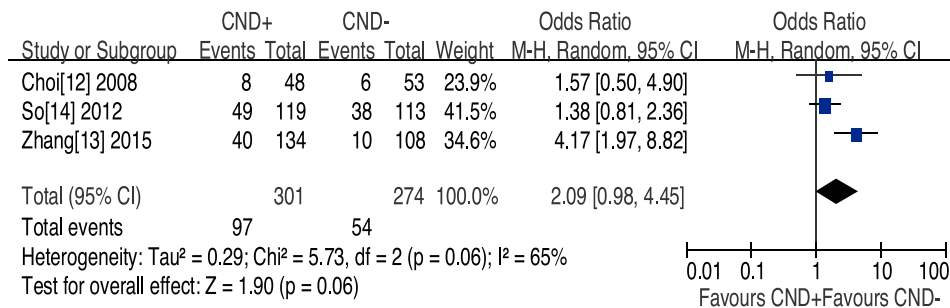 CND+ CND- Odds Ratio Odds Ratio
Study or Subgroup Events Total Events Total Weight M-H, Random, 95% CI M-H, Random, 95% CI
Choi[12] 2008 8 48 6 53 23.9% 1.57 [0.50, 4.90]
So[14] 2012 49 119 38 113 41.5% 1.38 [0.81, 2.36]
Zhang[13] 2015 40 134 10 108 34.6% 4.17 [1.97, 8.82]
Total (95% CI) 301 274 100.0% 2.09 [0.98, 4.45]
Total events 97 54
Heterogeneity: Tau² = 0.29; Chi² = 5.73, df = 2 (p = 0.06); I² = 65%
Test for overall effect: Z = 1.90 (p = 0.06)
0.01 0.1 1 10 100
Favours CND+Favours CND-